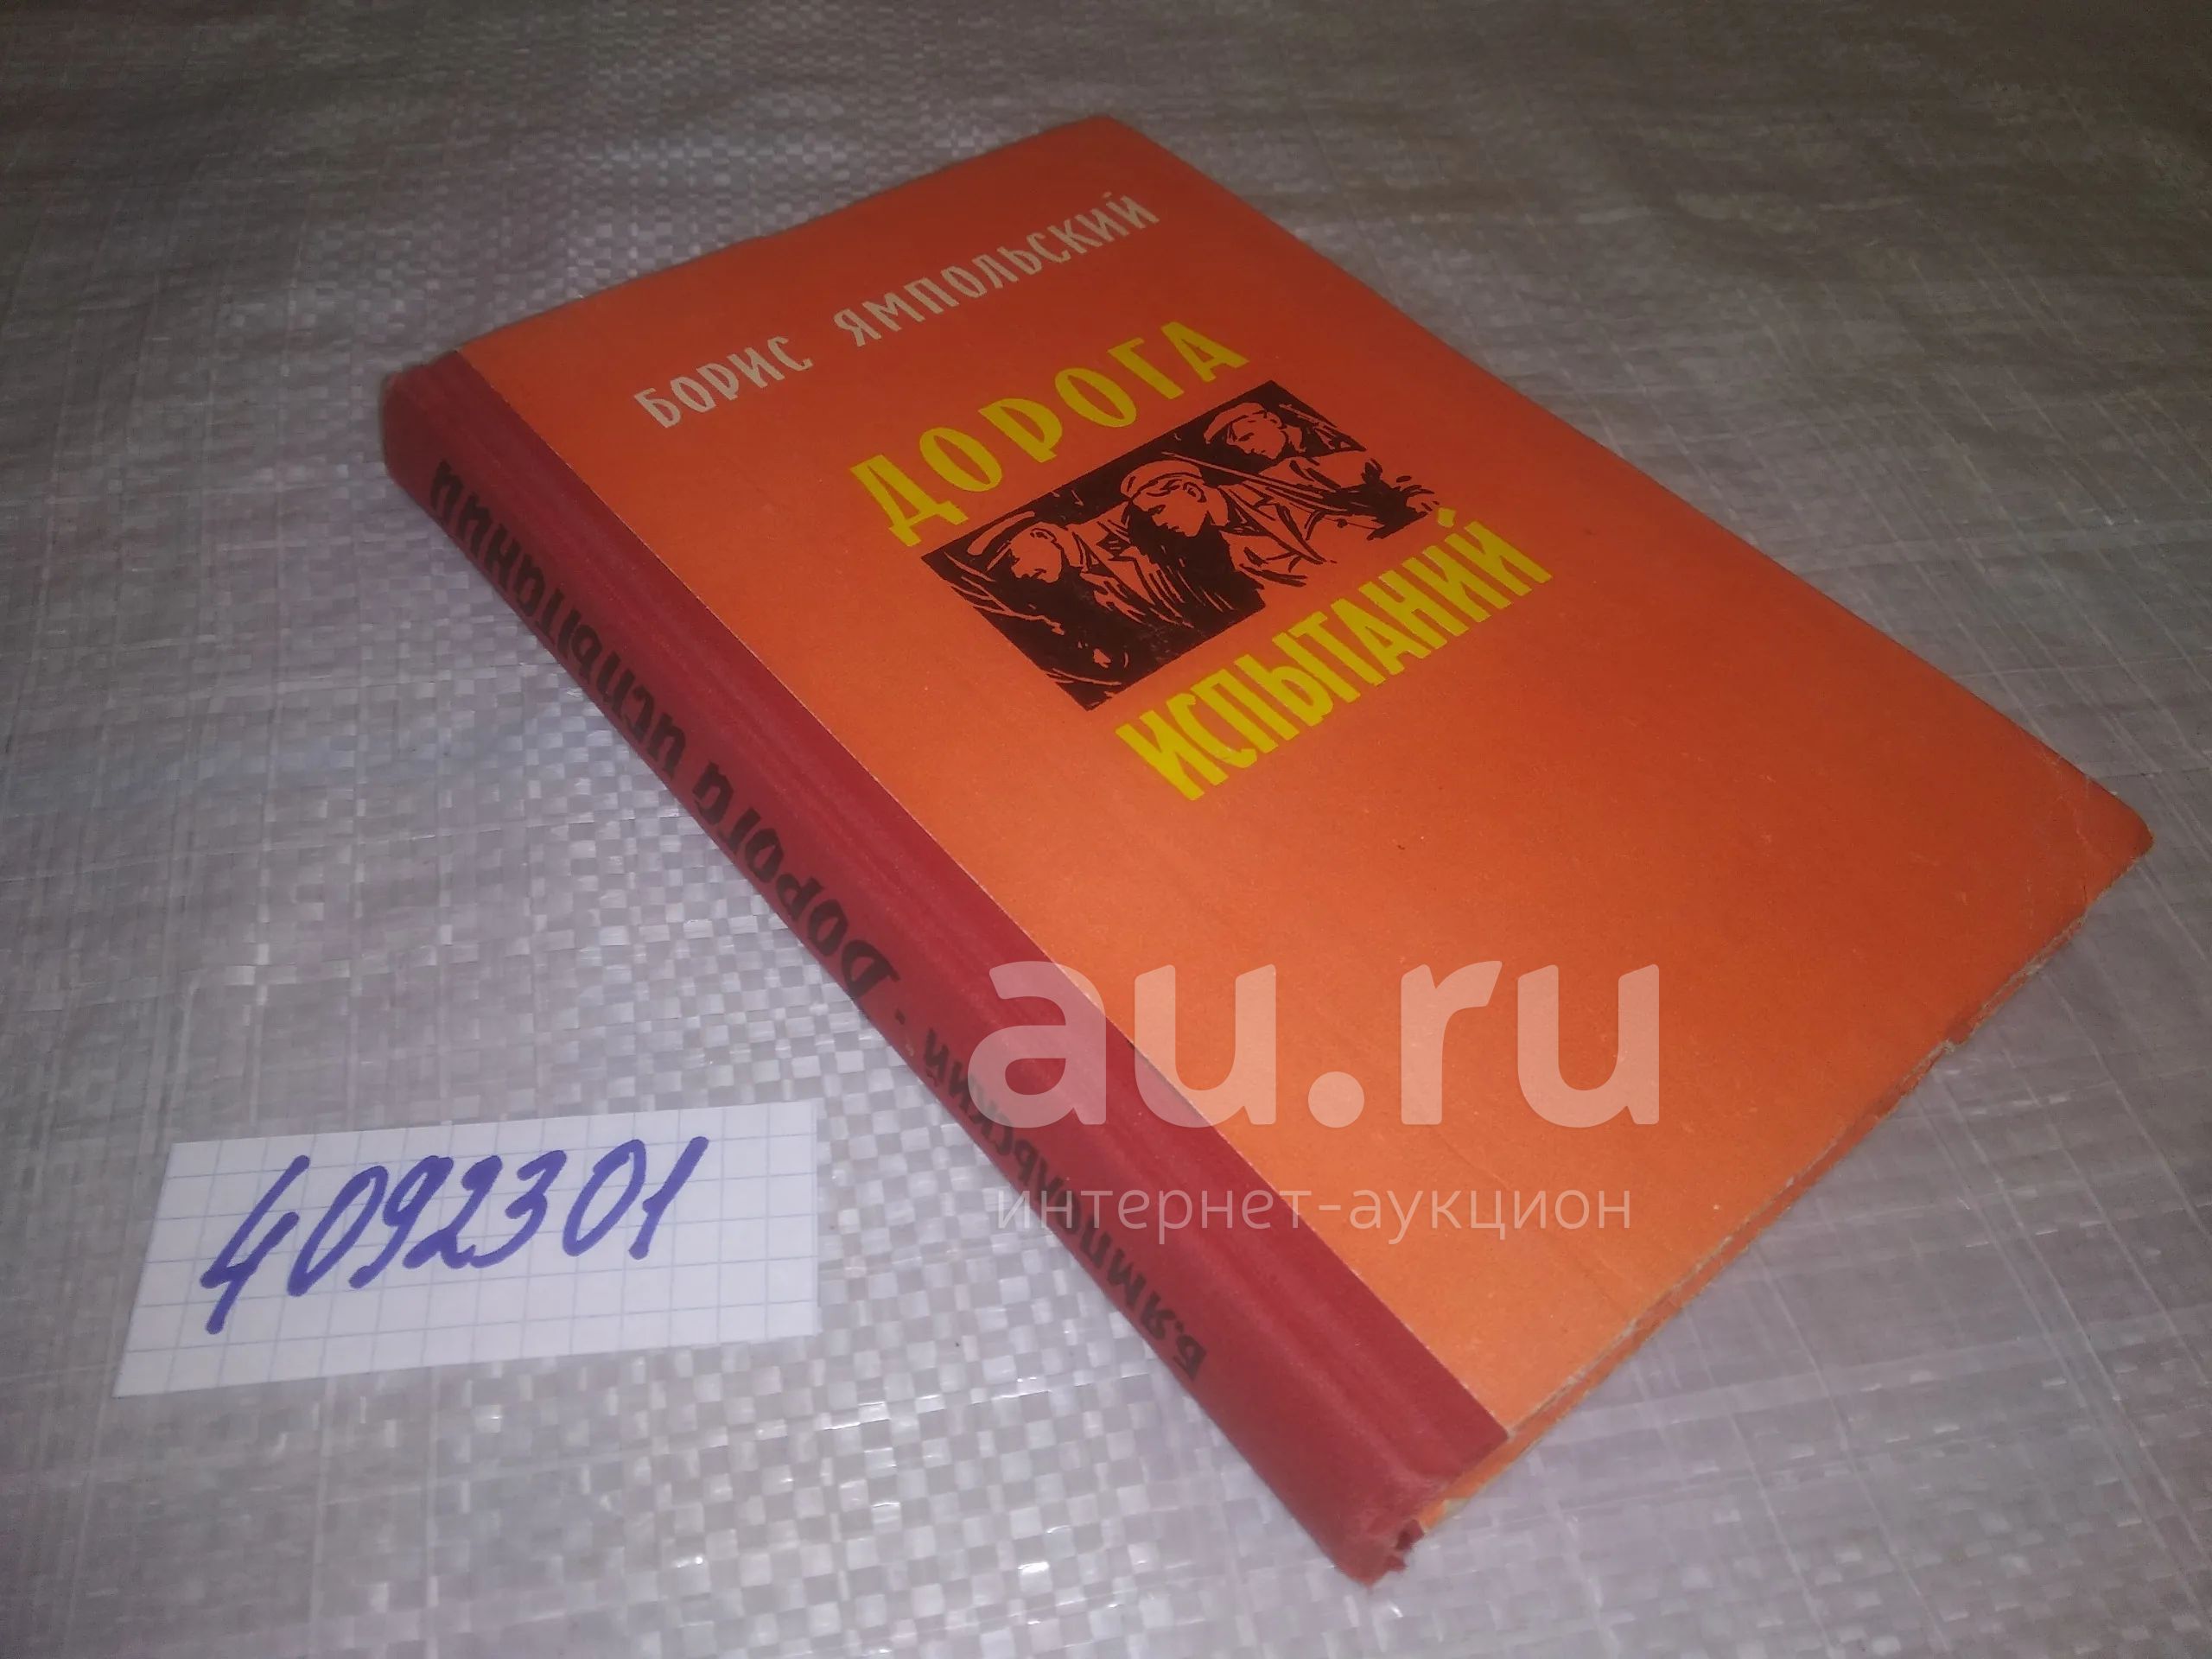 БОРИС ЯМПОЛЬСКИЙ
ДОРОГА
ИСПЫТАНИЙ
Б.Ямпольский - Дорога испытаний
4092301
au.ru
интернет-аукцион